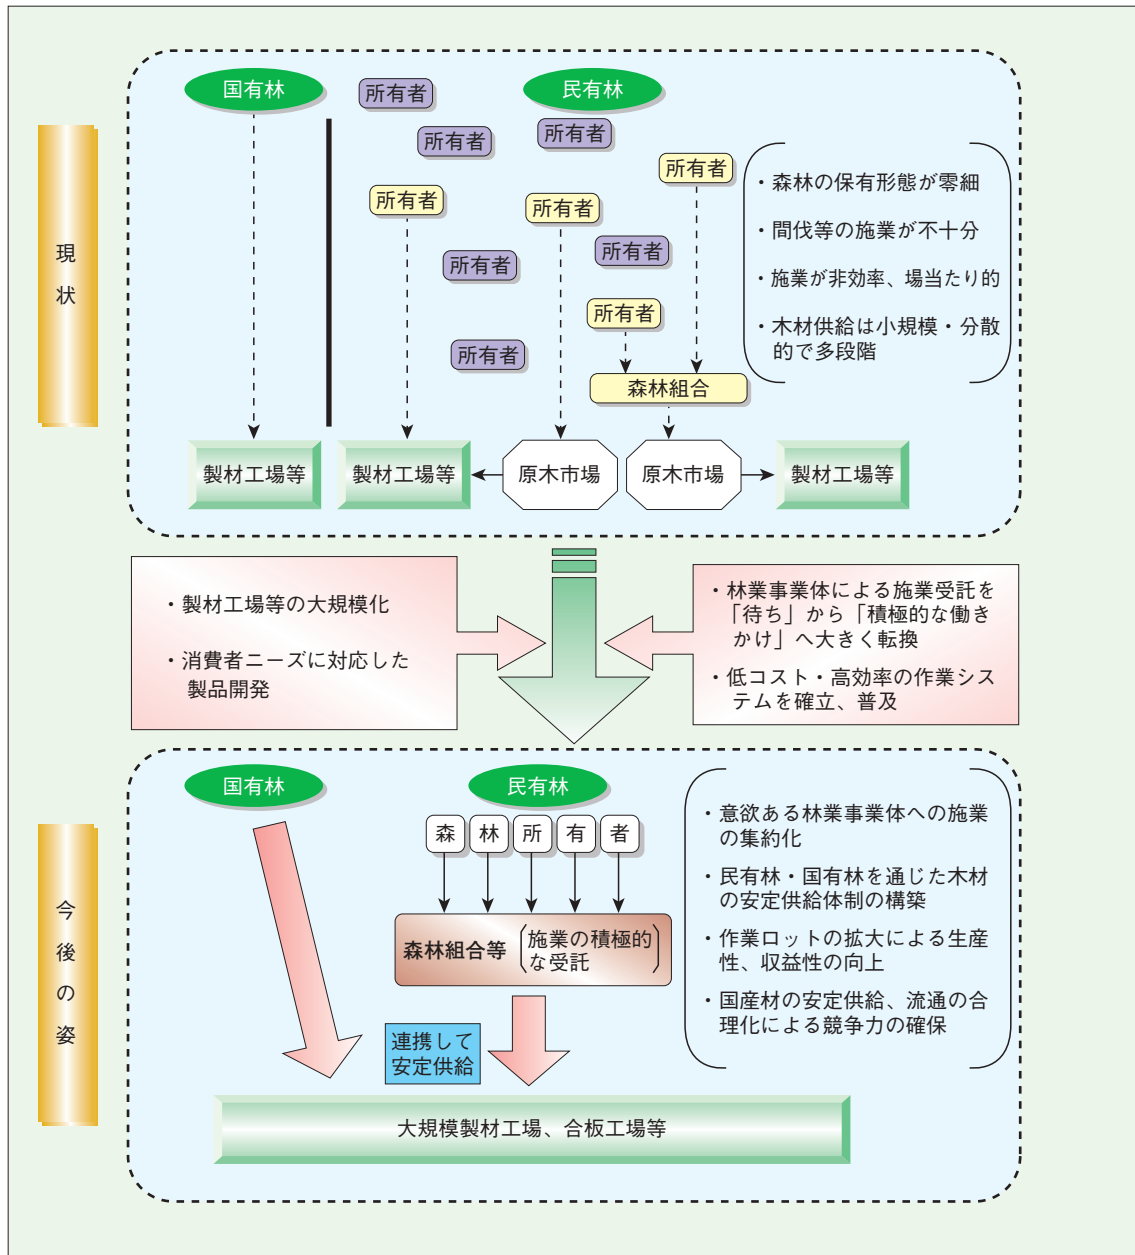 現状
国有林
民有林
所有者
所有者
所有者
所有者
所有者
所有者
所有者
所有者
所有者
所有者
森林組合
・森林の保有形態が零細
・間伐等の施業が不十分
・施業が非効率、場当たり的
・木材供給は小規模・分散
的で多段階
製材工場等
製材工場等
原木市場
原木市場
製材工場等
・製材工場等の大規模化
・消費者ニーズに対応した
製品開発
・林業事業体による施業受託を
「待ち」から「積極的な働き
かけ」へ大きく転換
・低コスト・高効率の作業シス
テムを確立、普及
今後の姿
国有林
民有林
森林所有者
森林組合等
施業の積極的
な受託
連携して
安定供給
・意欲ある林業事業体への施業
の集約化
・民有林・国有林を通じた木材
の安定供給体制の構築
・作業ロットの拡大による生産
性、収益性の向上
・国産材の安定供給、流通の合
理化による競争力の確保
大規模製材工場、合板工場等